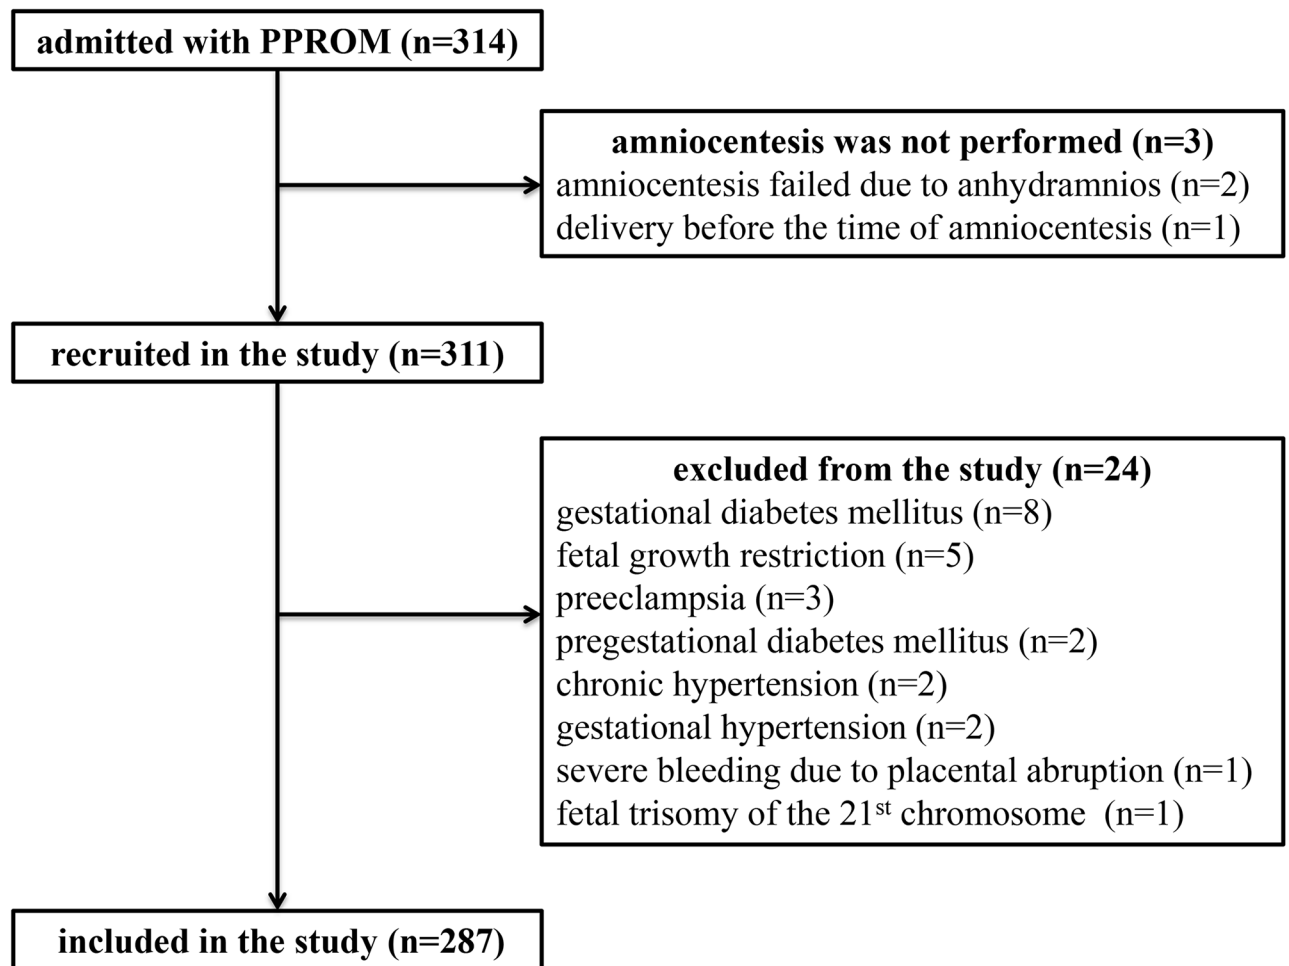 admitted with PPROM (n=314)
amniocentesis was not performed (n=3)
amniocentesis failed due to anhydramnios (n=2)
delivery before the time of amniocentesis (n=1)
recruited in the study (n=311)
excluded from the study (n=24)
gestational diabetes mellitus (n=8)
fetal growth restriction (n=5)
preeclampsia (n=3)
pregestational diabetes mellitus (n=2)
chronic hypertension (n=2)
gestational hypertension (n=2)
severe bleeding due to placental abruption (n=1)
fetal trisomy of the 21st chromosome (n=1)
included in the study (n=287)